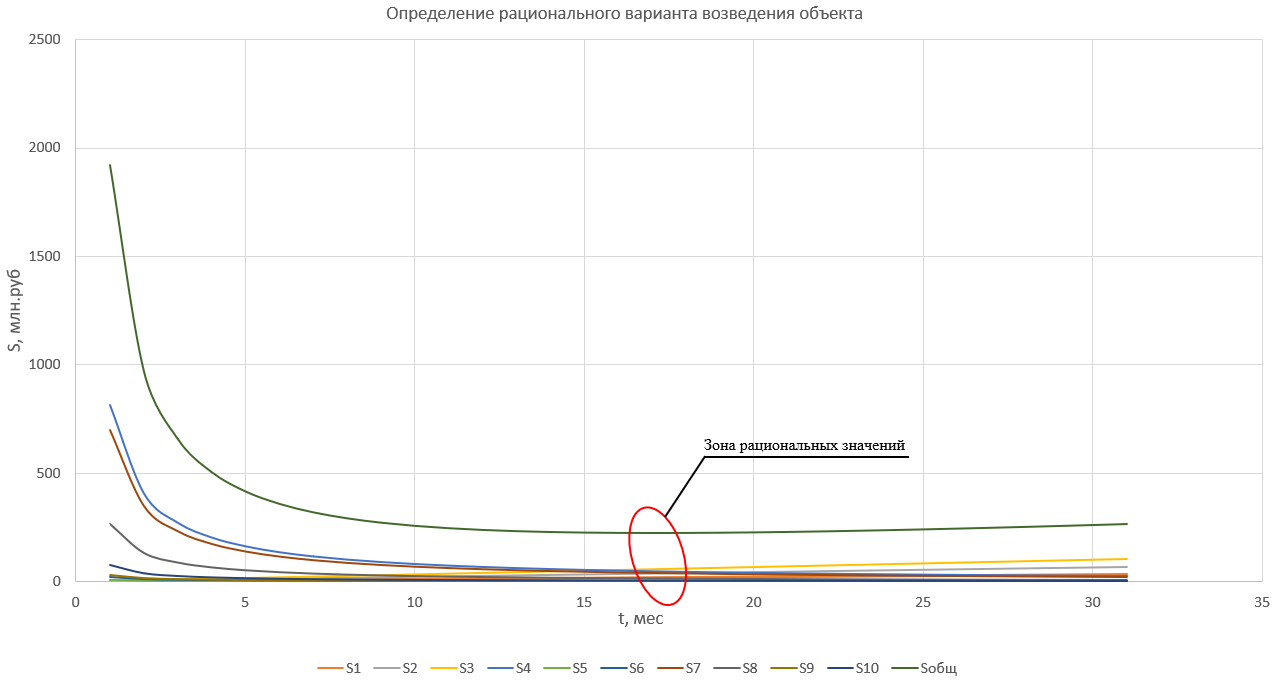 Определение рационального варианта возведения объекта
2500
2000
1500
1000
500
0
S, млн.руб
Зона рациональных значений
0 5 10 15 20 25 30 35
t, мес
S1 S2 S3 S4 S5 S6 S7 S8 S9 S10 Sобщ